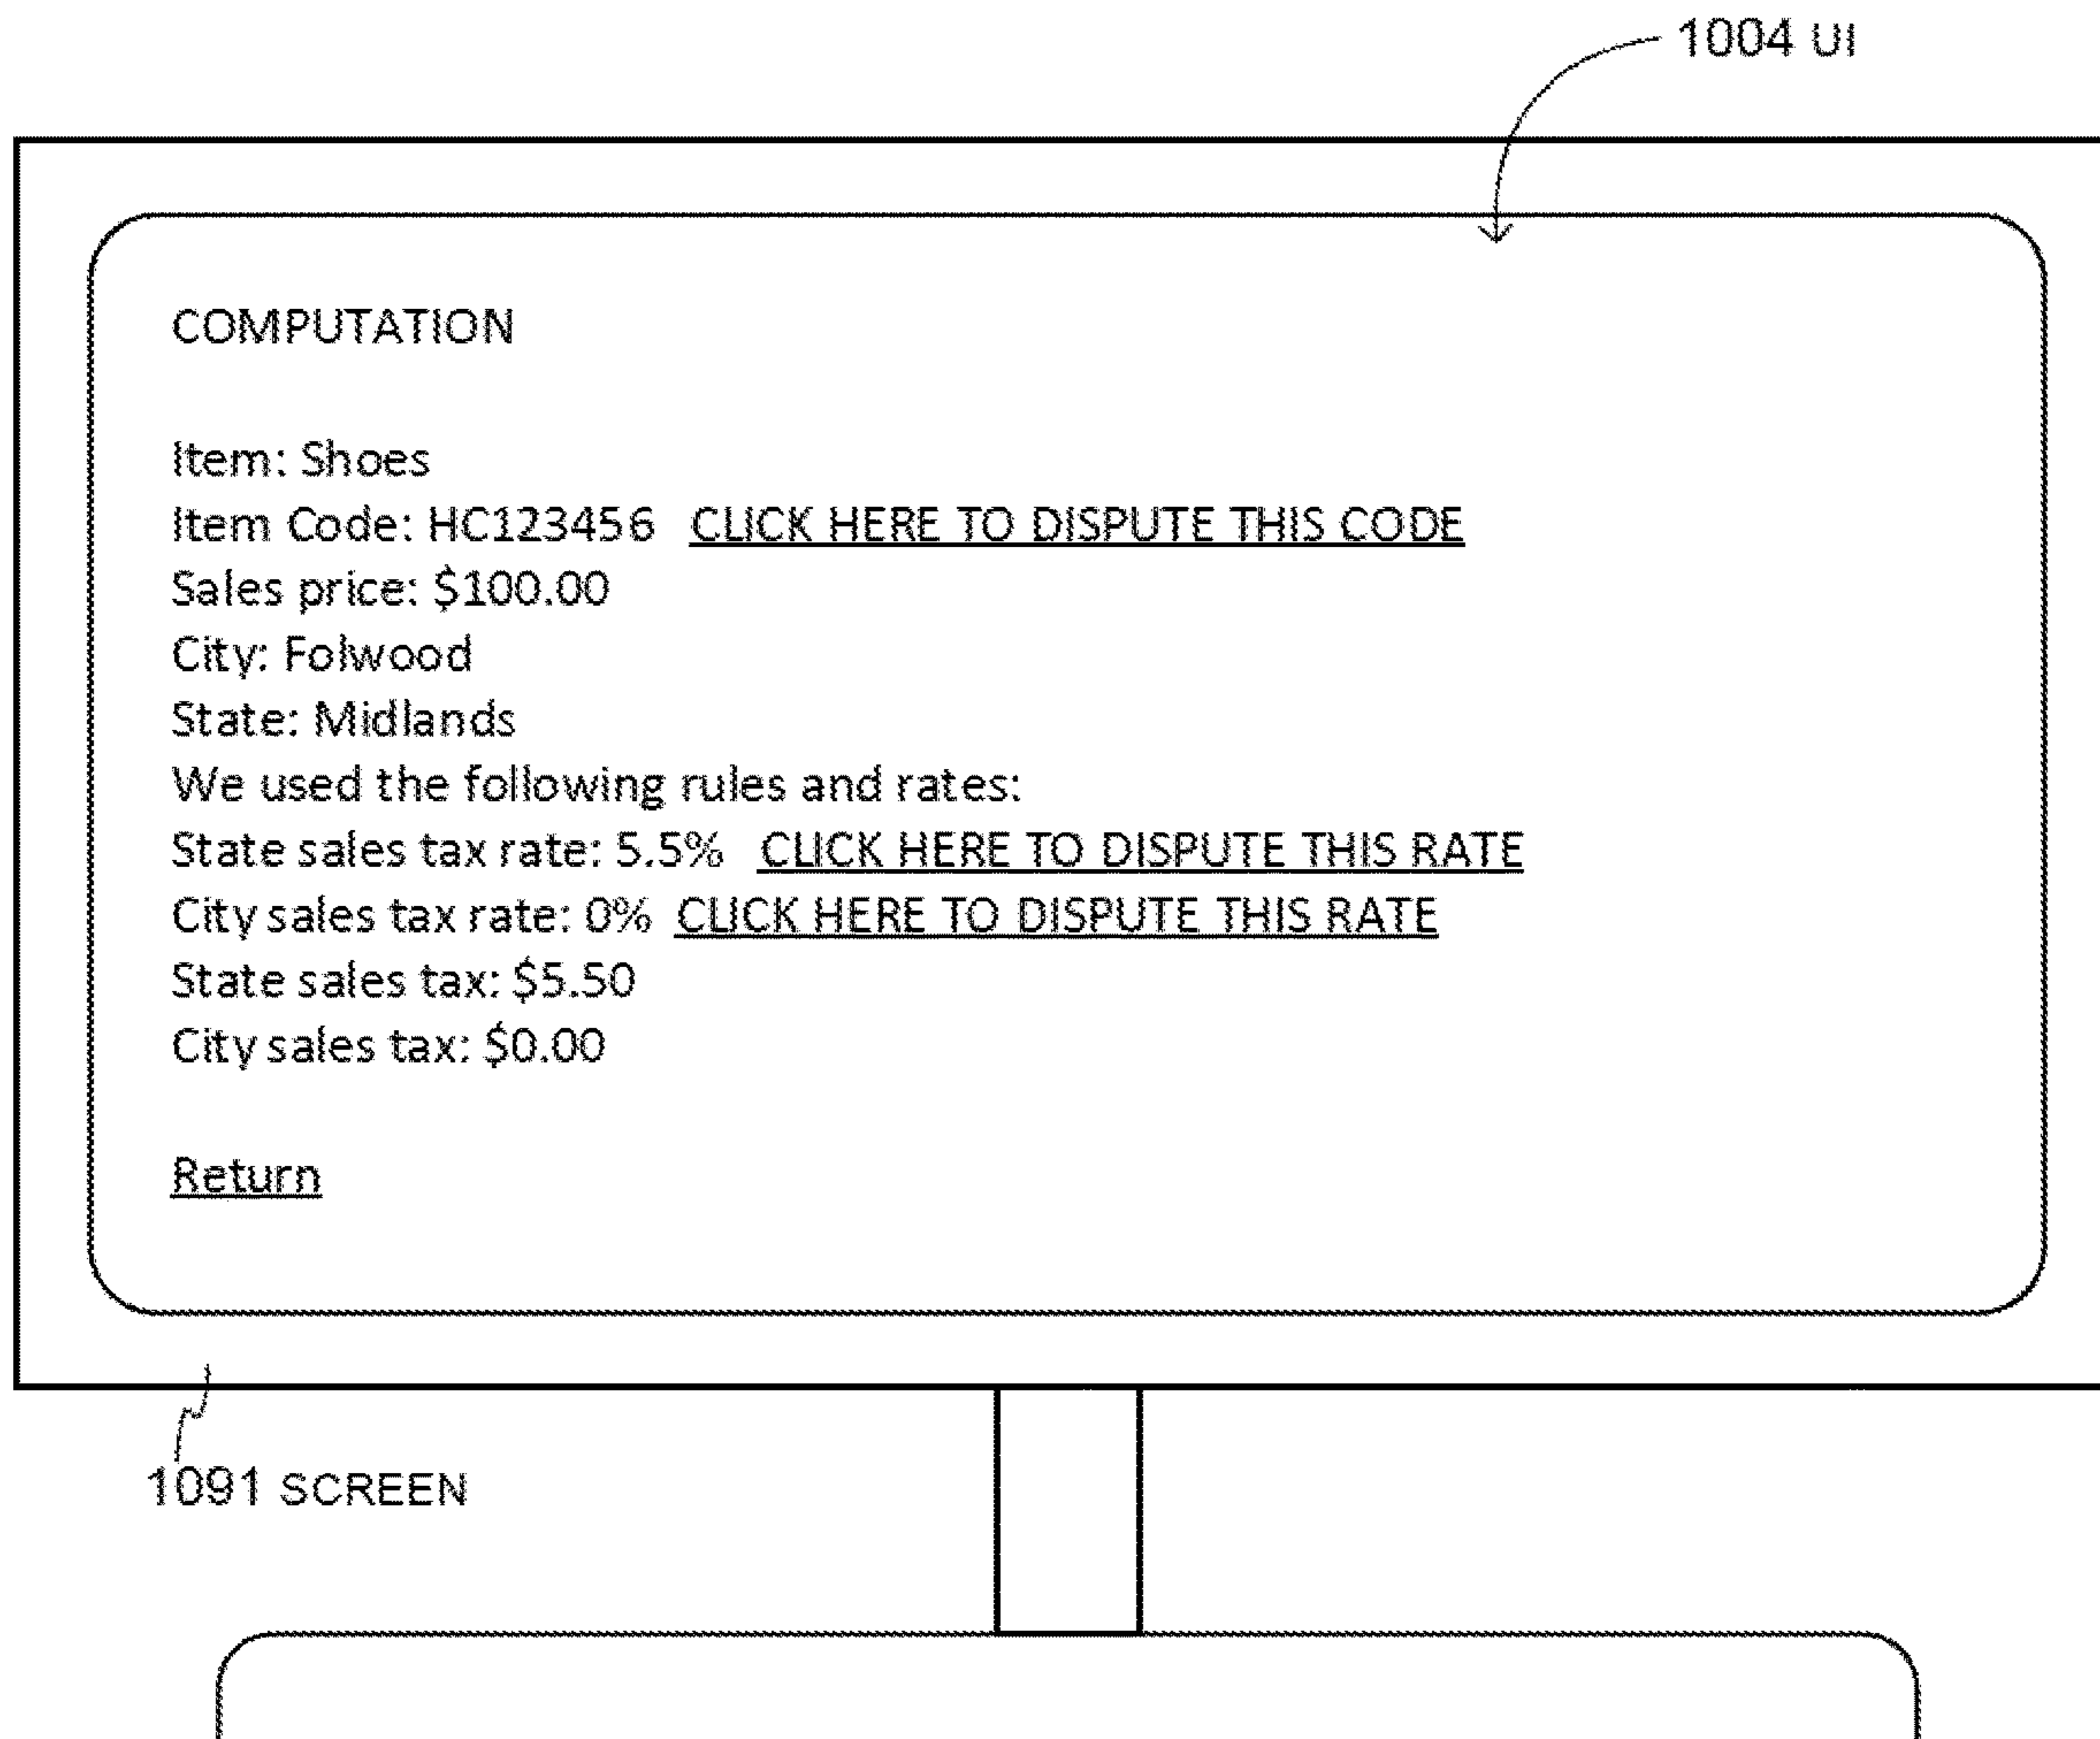 1004 UI
COMPUTATION
Item: Shoes
Item Code: HC123456 CLICK HERE TO DISPUTE THIS CODE
Sales price: $100.00
City: Folwood
State: Midlands
We used the following rules and rates:
State sales tax rate: 5.5% CLICK HERE TO DISPUTE THIS RATE
City sales tax rate: 0% CLICK HERE TO DISPUTE THIS RATE
State sales tax: $5.50
City sales tax: $0.00
Return
1091 SCREEN